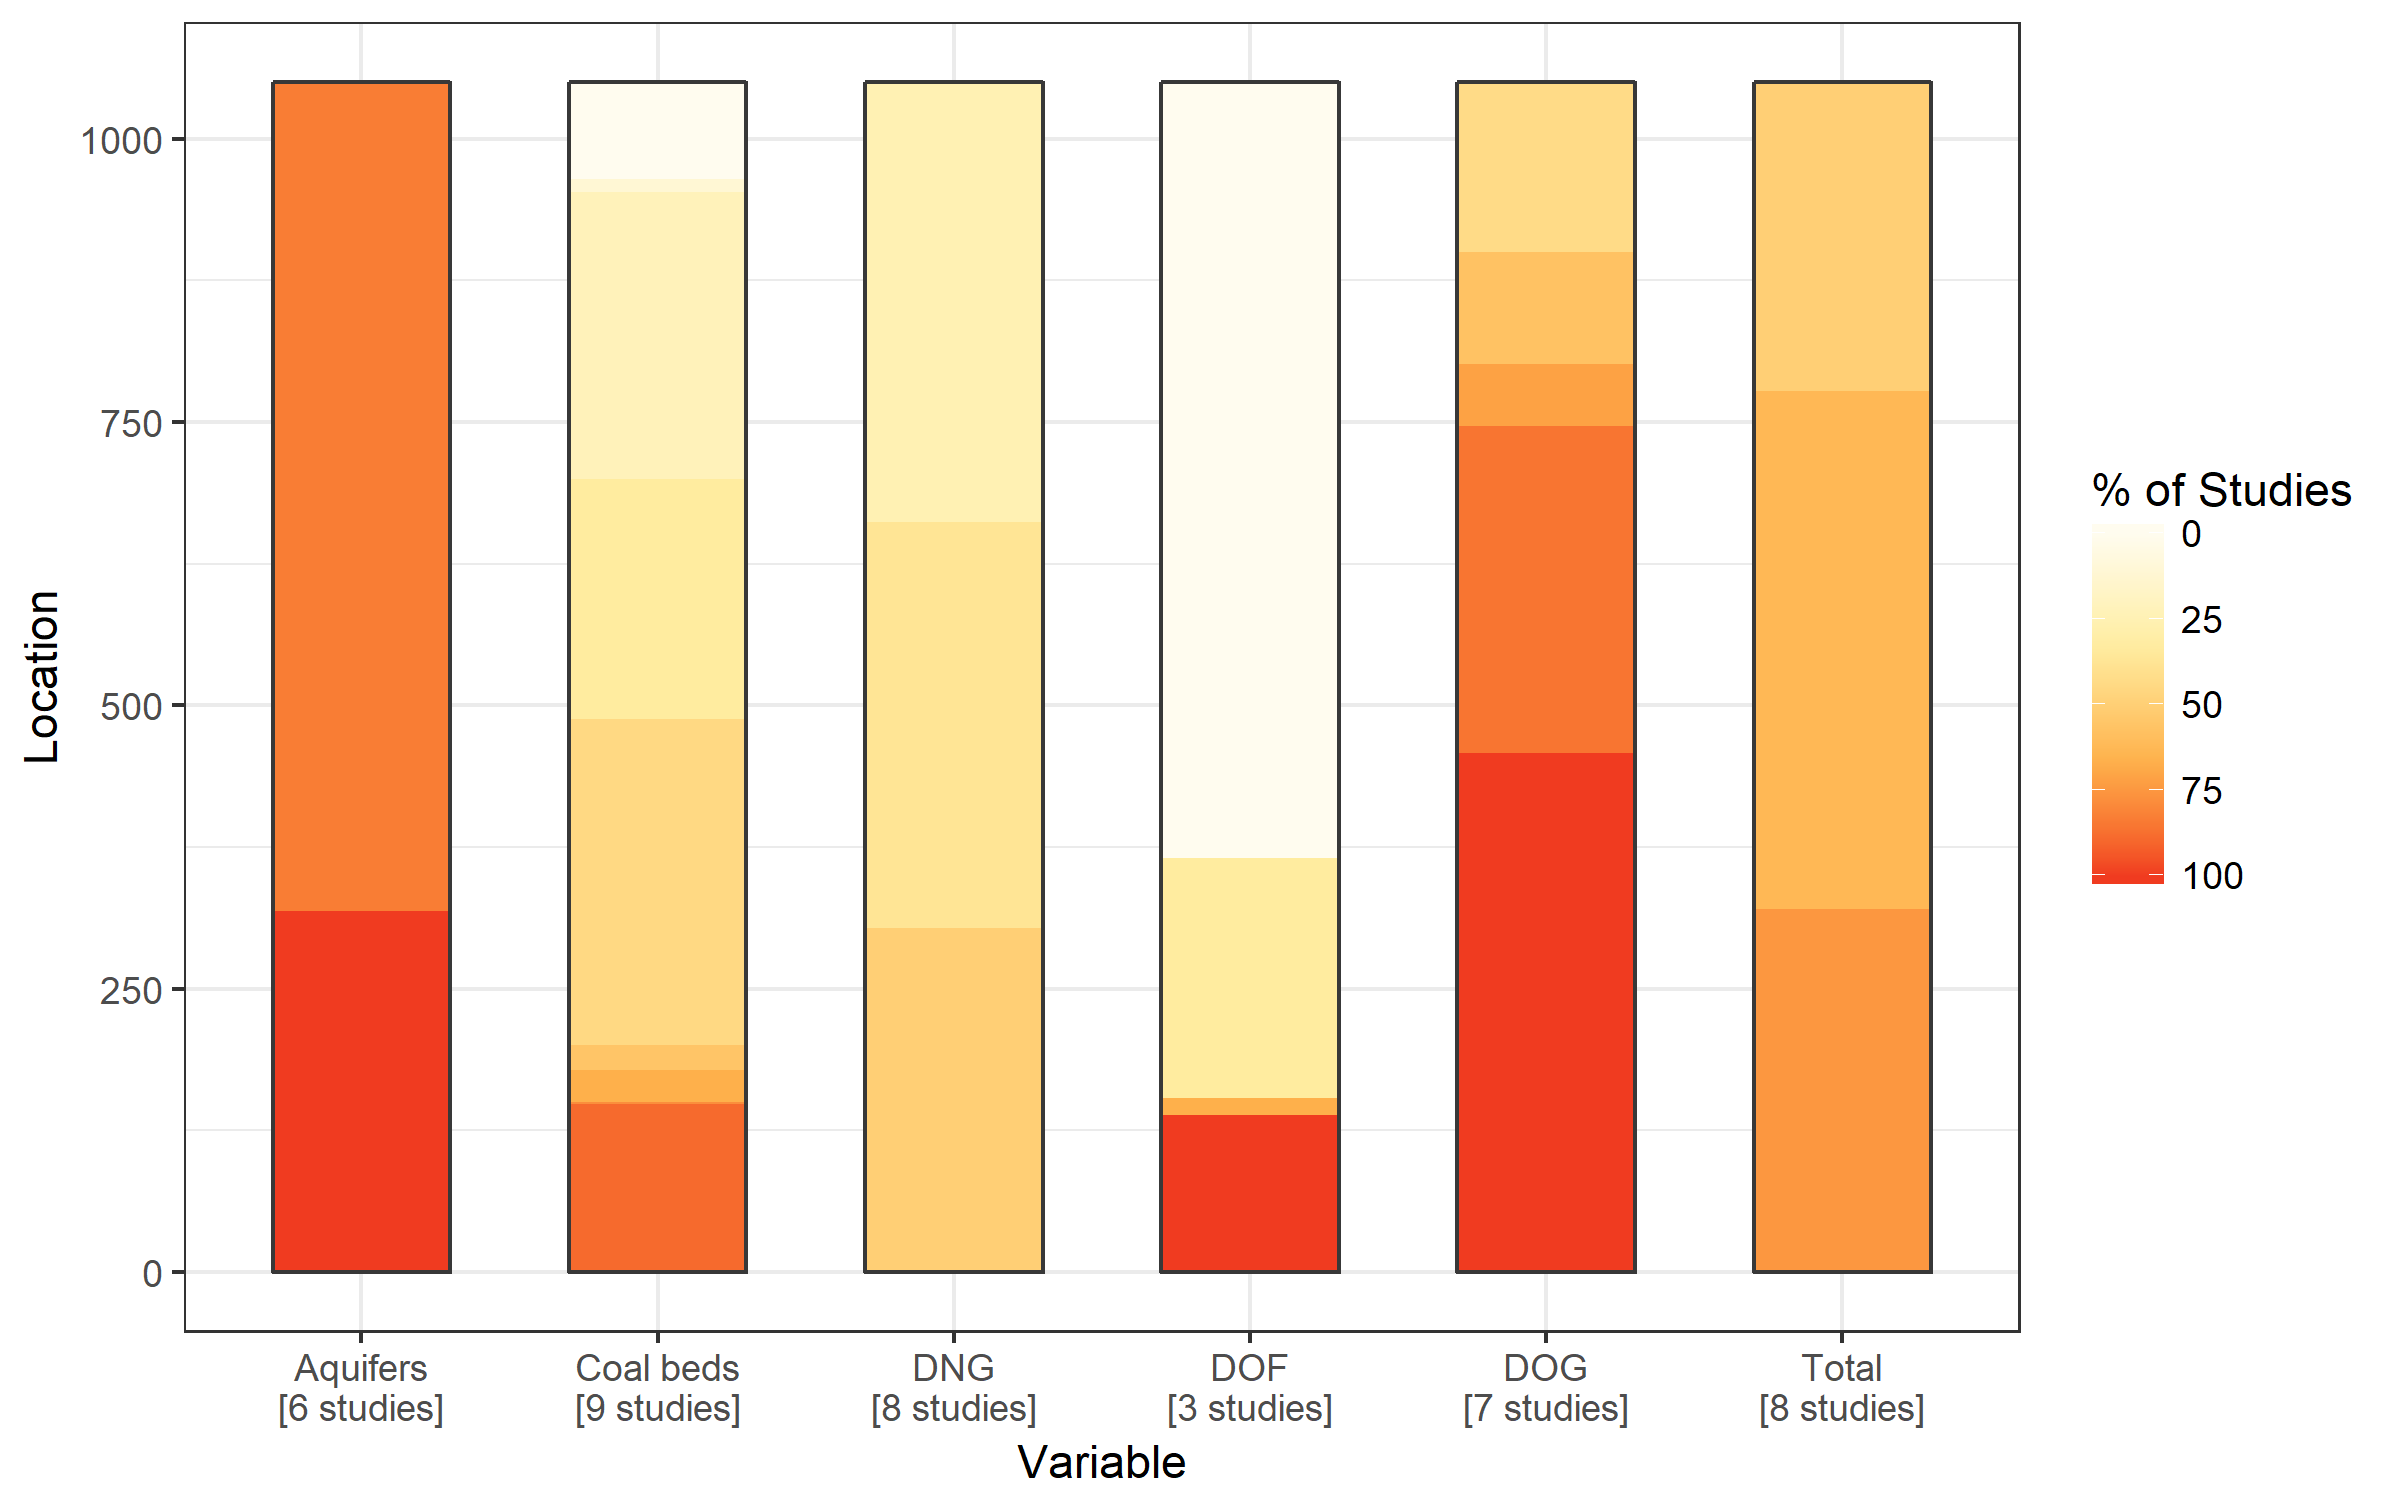 1000
750
500
250
0
Location
Aquifers
[6 studies]
Coal beds
[9 studies]
DNG
[8 studies]
DOF
[3 studies]
DOG
[7 studies]
Total
[8 studies]
Variable
% of Studies
0
25
50
75
100